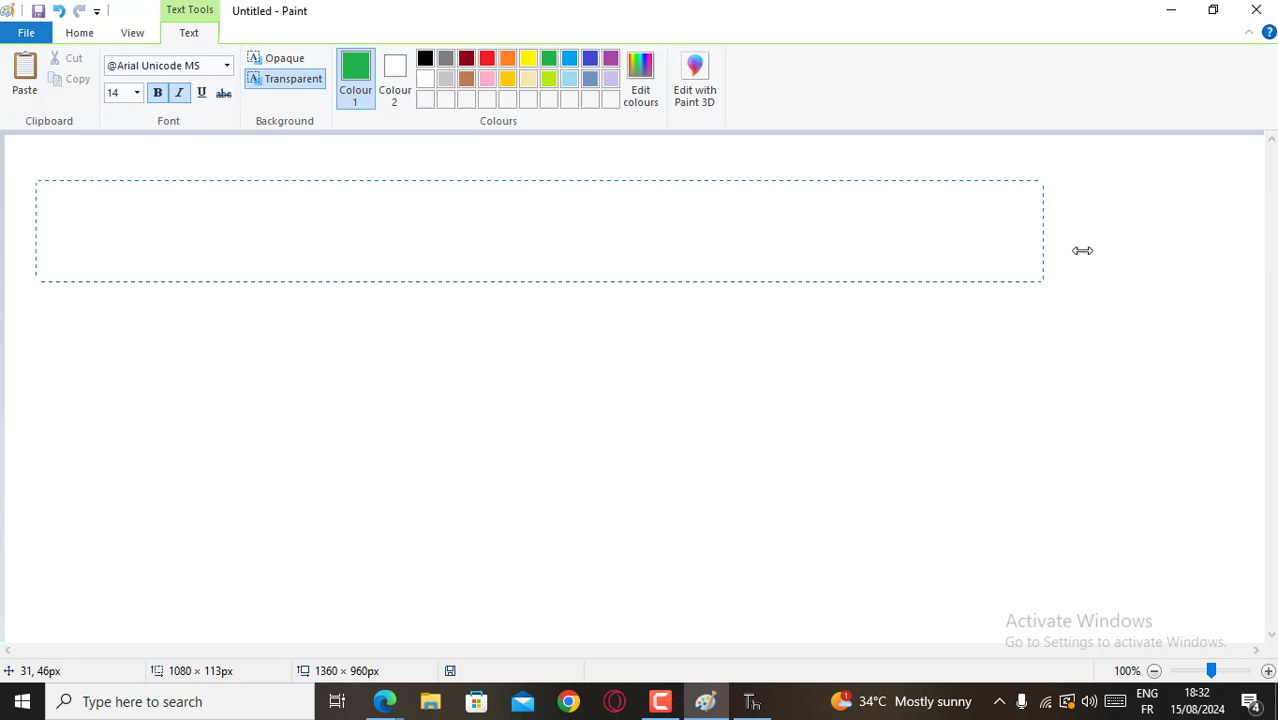 Text Tools
Untitled - Paint
File
Home
View
Text
Paste
Cut
Copy
Clipboard
@Arial Unicode MS
14
B I U abc
Font
Opaque
Transparent
Background
Colour 1
Colour 2
Edit colours
Colours
Edit with Paint 3D
Activate Windows
Go to Settings to activate Windows.
31, 46px
1080 × 113px
1360 × 960px
100%
Type here to search
Th
1
34°C Mostly sunny
ENG
FR
18:32
15/08/2024
4